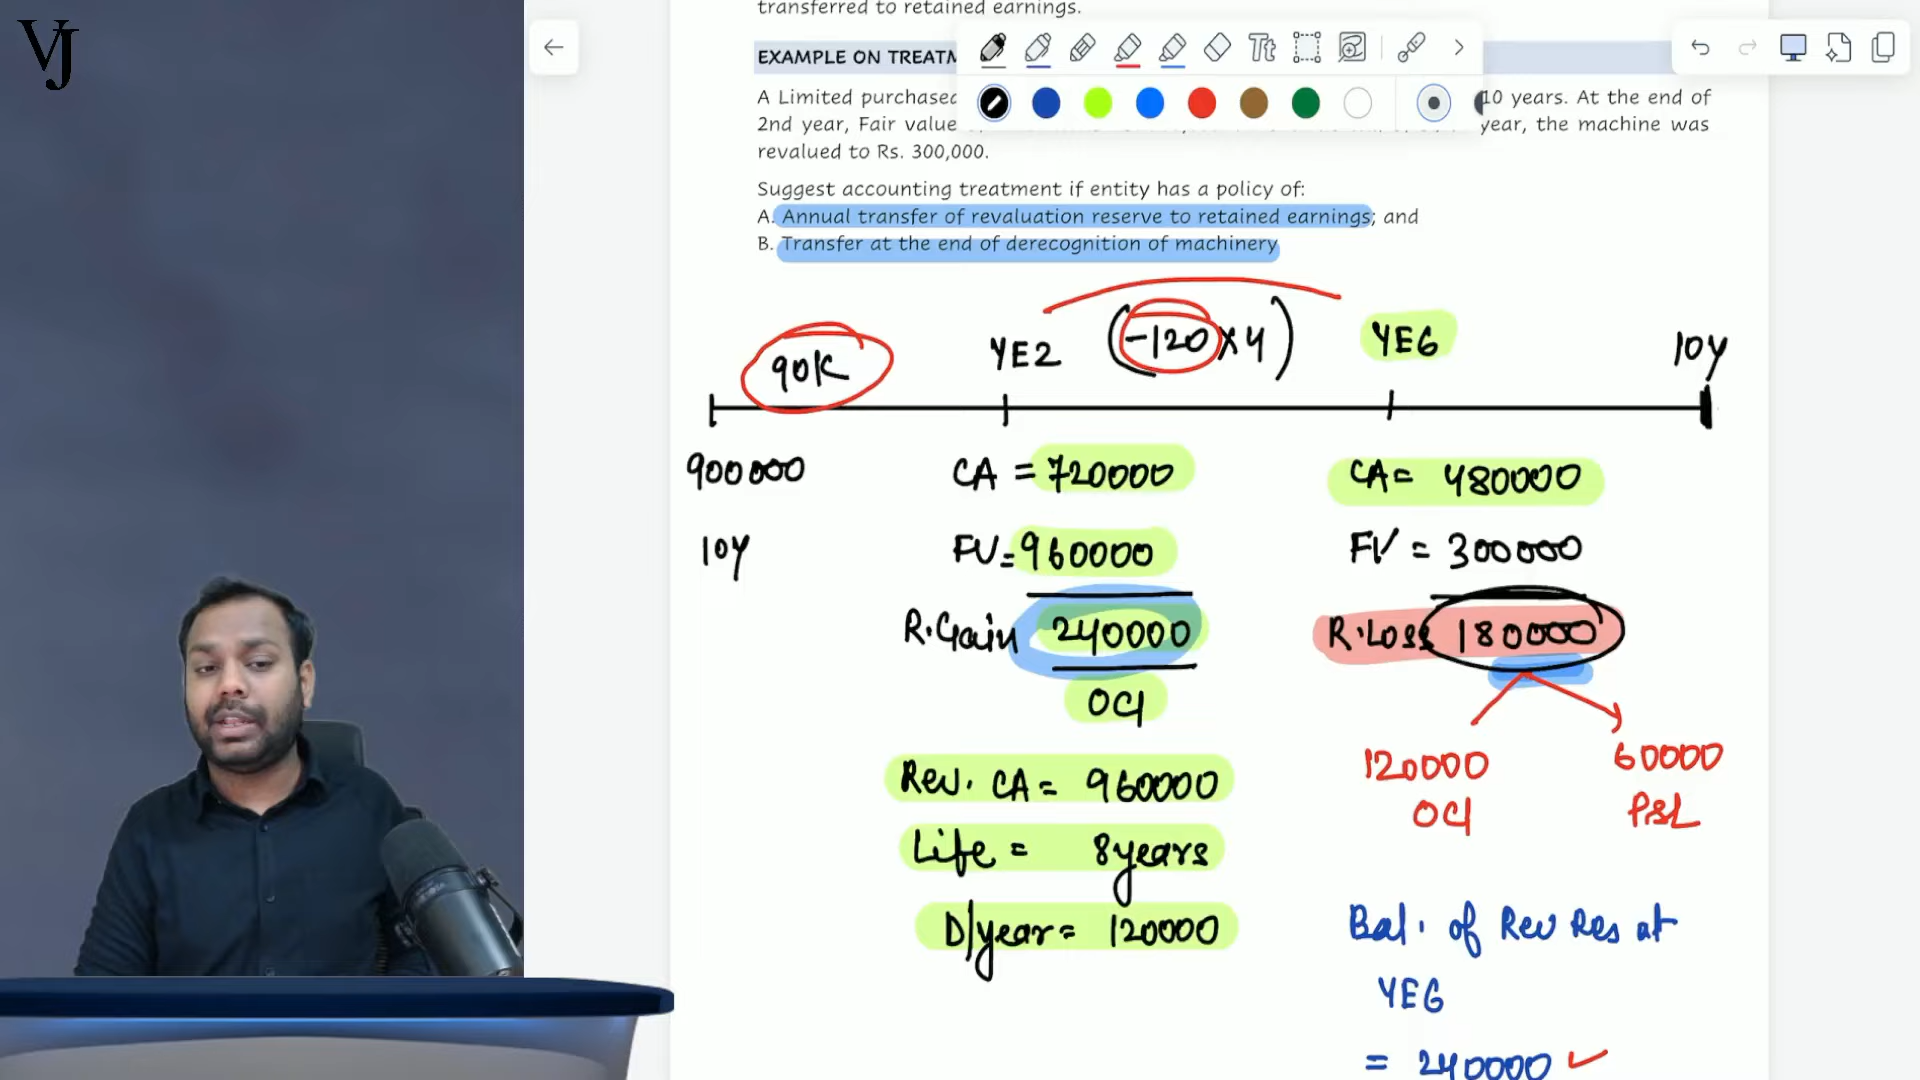 VJ
transferred to retained earnings.
EXAMPLE ON TREATM
A Limited purchased 10 years. At the end of
2nd year, Fair value year, the machine was
revalued to Rs. 300,000.
Suggest accounting treatment if entity has a policy of:
A. Annual transfer of revaluation reserve to retained earnings; and
B. Transfer at the end of derecognition of machinery
Tt
90K YE2 (-120x4) YE6 10Y
900000 CA = 720000 CA= 480000
10Y FV=960000 FV = 300000
R.Gain 240000 R.Loss 180000
OCI
120000 60000
OCI P&L
Rev. CA= 960000
Life = 8years
D/year= 120000
Bal. of Rev Res at
YE6
= 240000 ✓